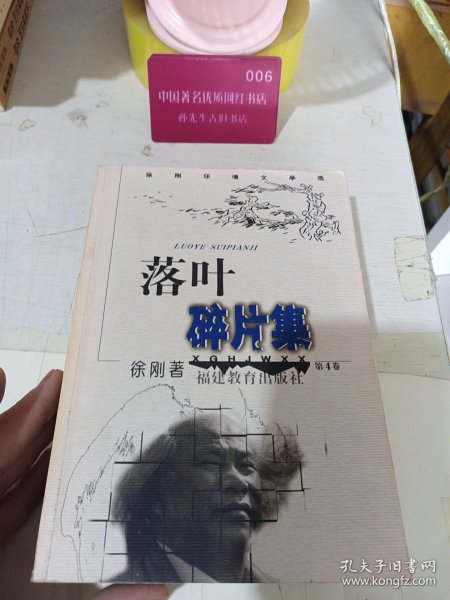 006
中国著名优质网红书店
孙先生古旧书店
徐刚环境文学选
LUOYE SUIPIANJI
落叶
碎片集
XGHJWXX
徐刚著
第4卷
福建教育出版社
孔夫子旧书网
www.kongfz.com